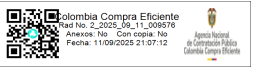 Colombia Compra Eficiente
Rad No. 2_2025_09_11_009576
Anexos: No Con copia: No
Fecha: 11/09/2025 21:07:12
Agencia Nacional
de Contratación Pública
Colombia Compra Eficiente